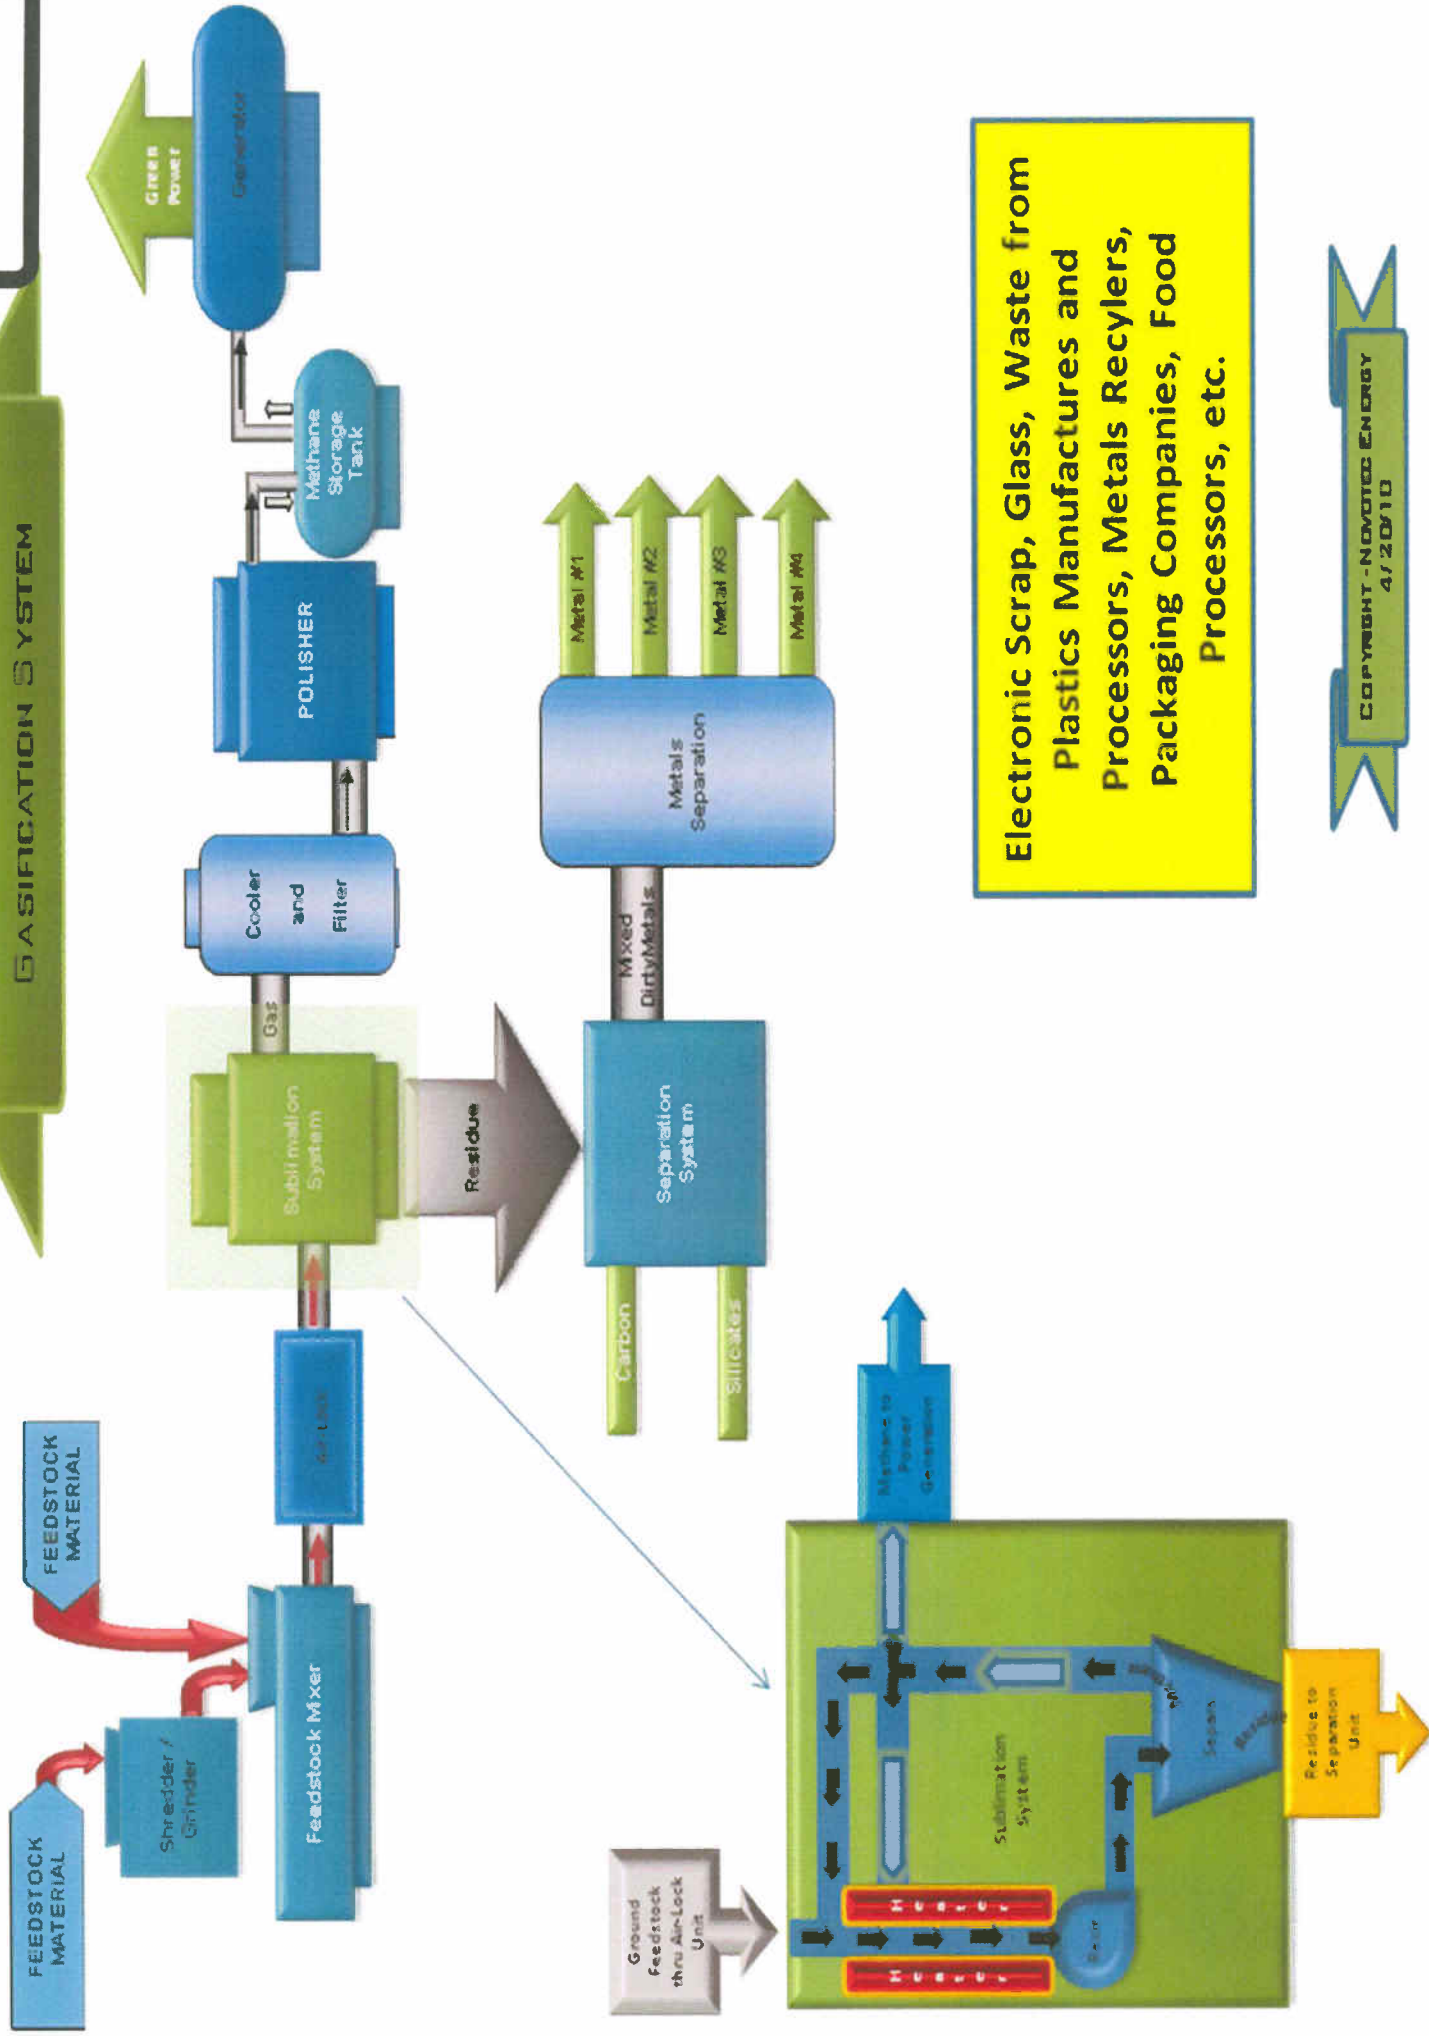 GASIFICATION SYSTEM
FEEDSTOCK
MATERIAL
FEEDSTOCK
MATERIAL
Shredder /
Grinder
Feedstock Mxer
Sublimation
System
Gas
Cooler
and
Filter
POLISHER
Methane
Storage
Tank
Generator
Green
Power
Residue
Separation
System
Carbon
Silicates
Mxed
DirtyMetals
Metals
Separation
Metal #1
Metal #2
Metal #3
Metal #4
Ground
Feedstock
thru Air-Lock
Unit
Heater
Heater
Sublimation
System
Residue
Methane to
Power
Generation
Residue to
Separation
Unit
Electronic Scrap, Glass, Waste from
Plastics Manufactures and
Processors, Metals Recylers,
Packaging Companies, Food
Processors, etc.
COPYRIGHT-NOVOTEC ENERGY
4/20/10